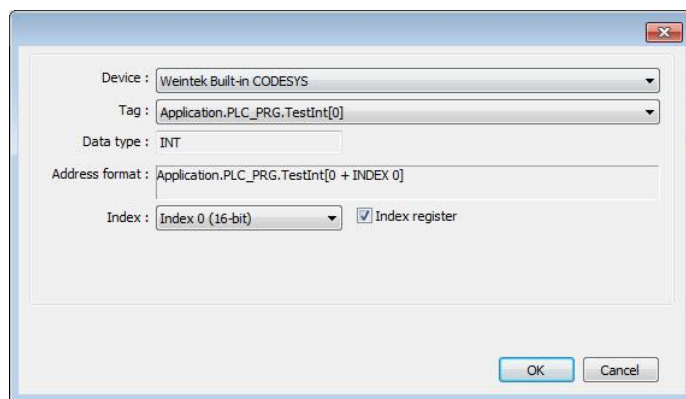 Device : Weintek Built-in CODESYS
Tag : Application.PLC_PRG.TestInt[0]
Data type : INT
Address format : Application.PLC_PRG.TestInt[0 + INDEX 0]
Index : Index 0 (16-bit) Index register
OK Cancel